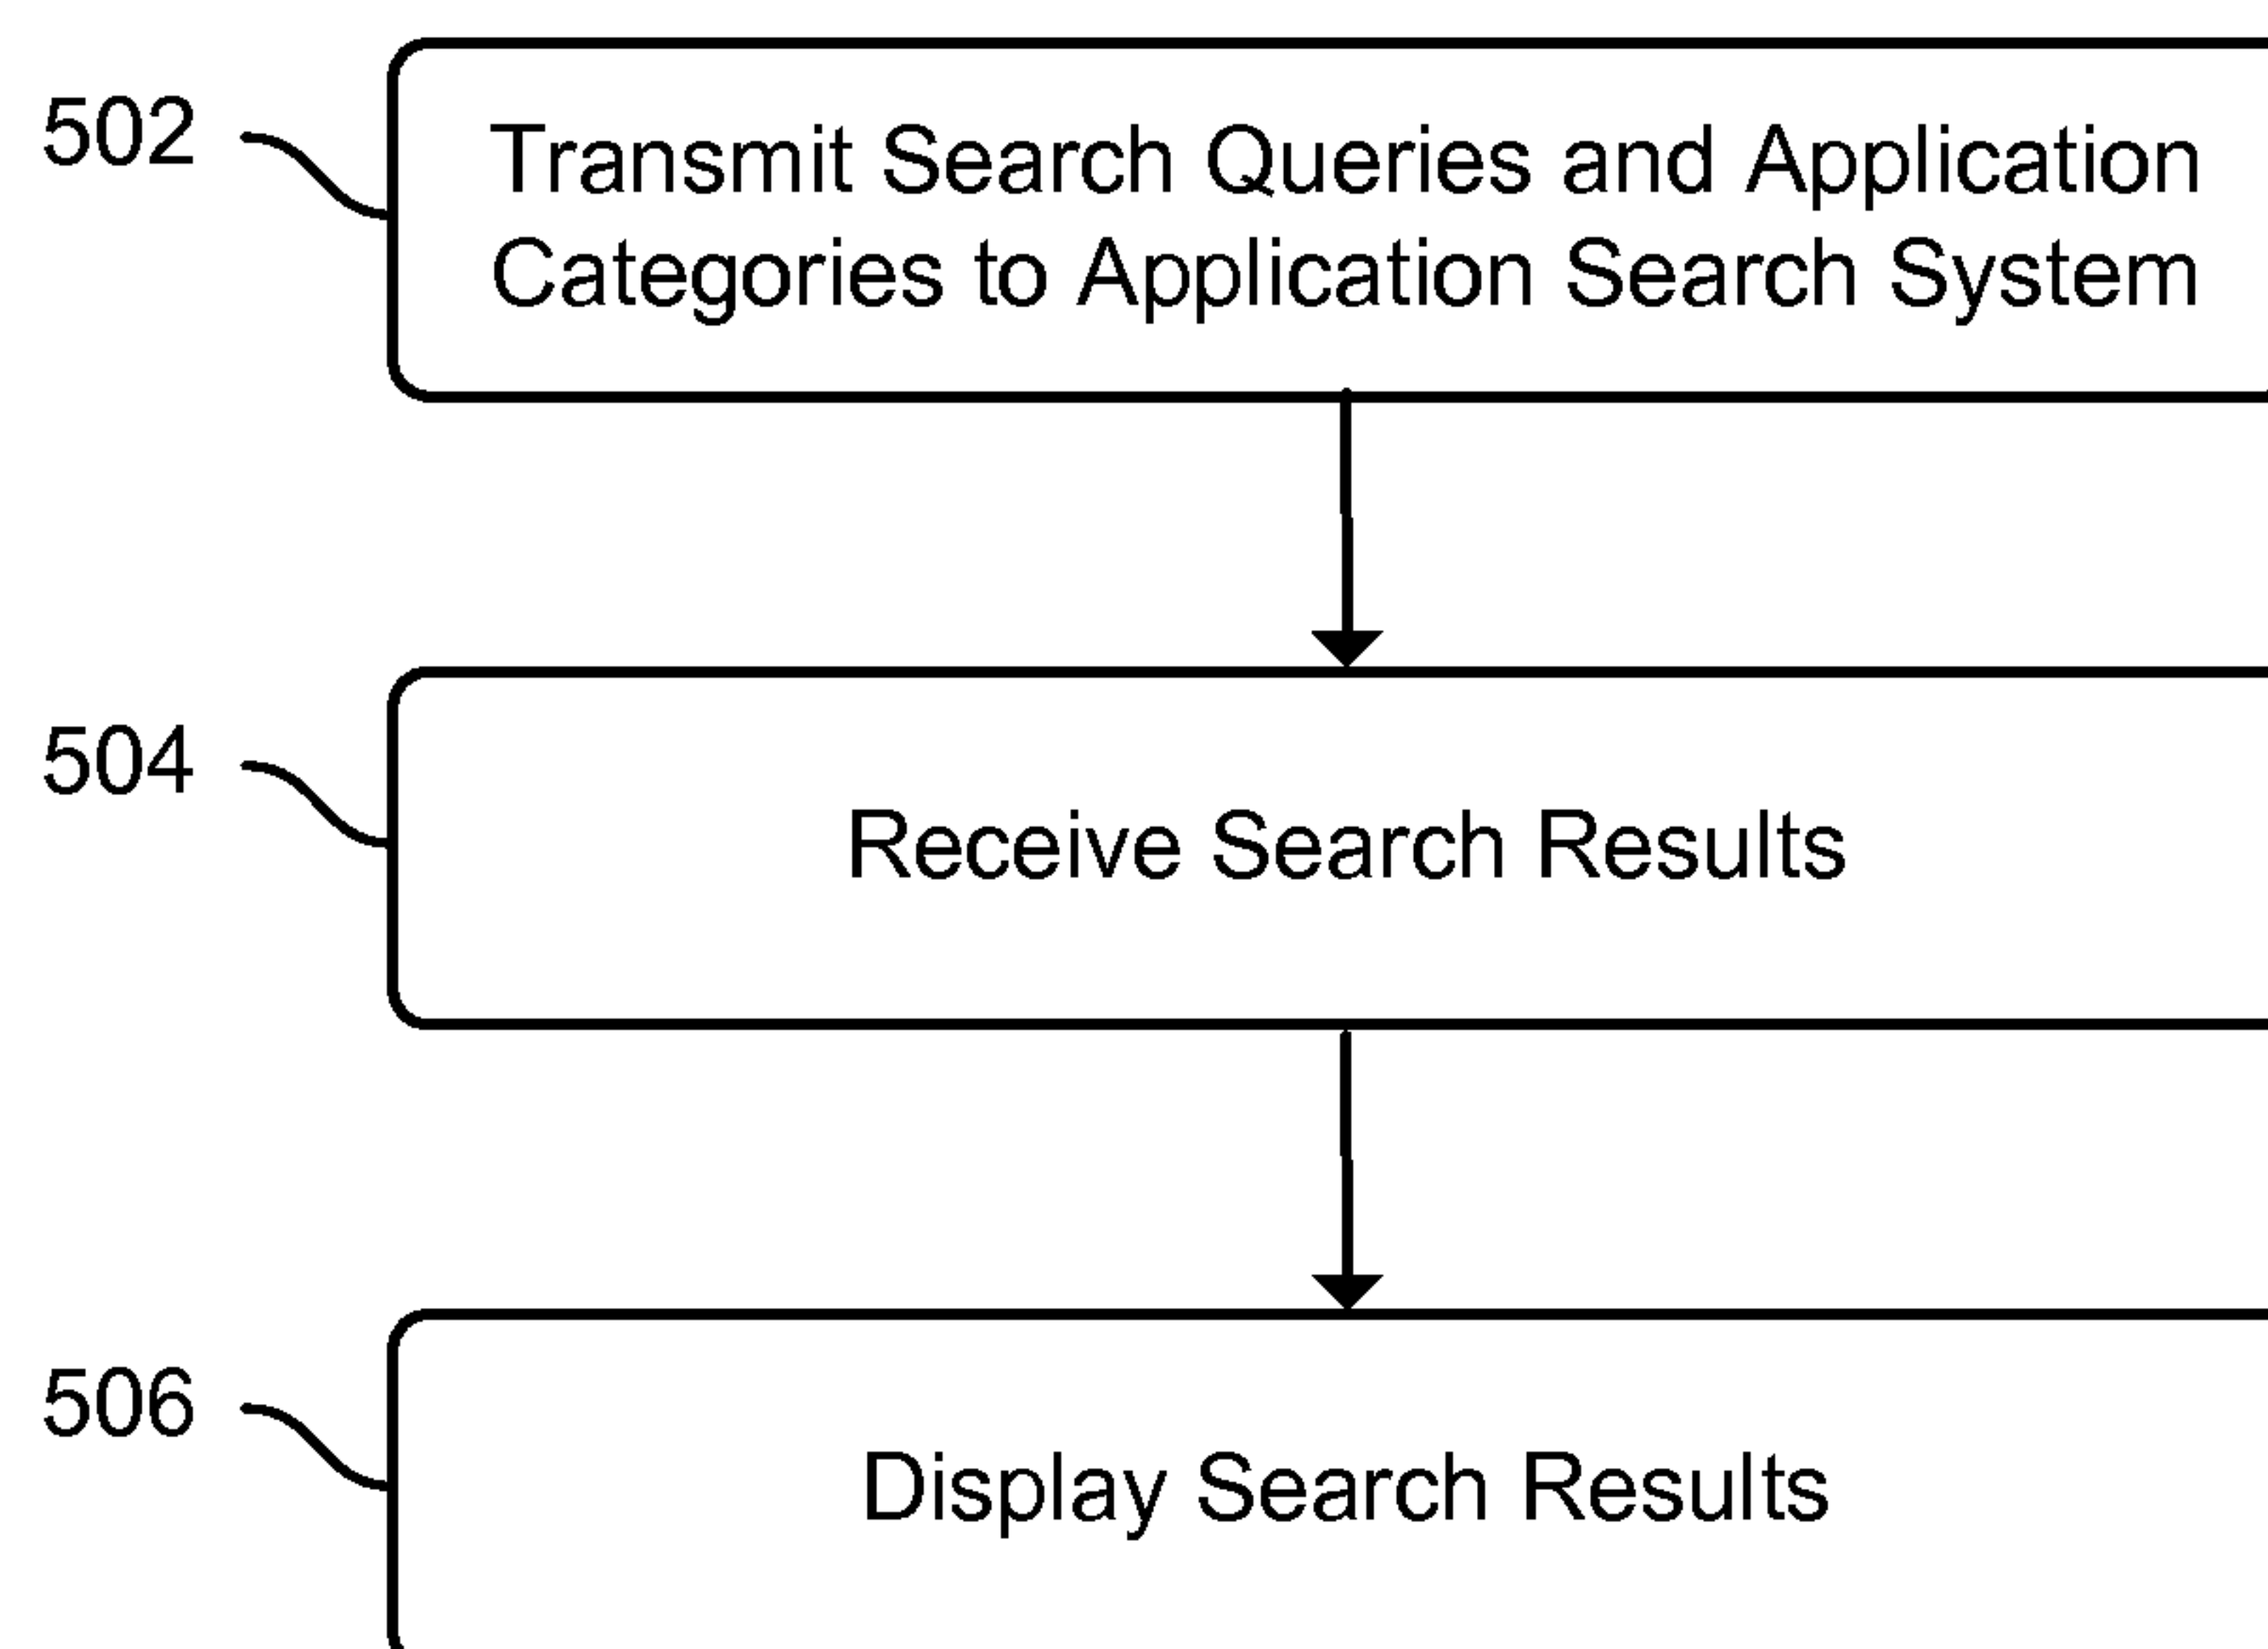 502
Transmit Search Queries and Application
Categories to Application Search System
504
Receive Search Results
506
Display Search Results